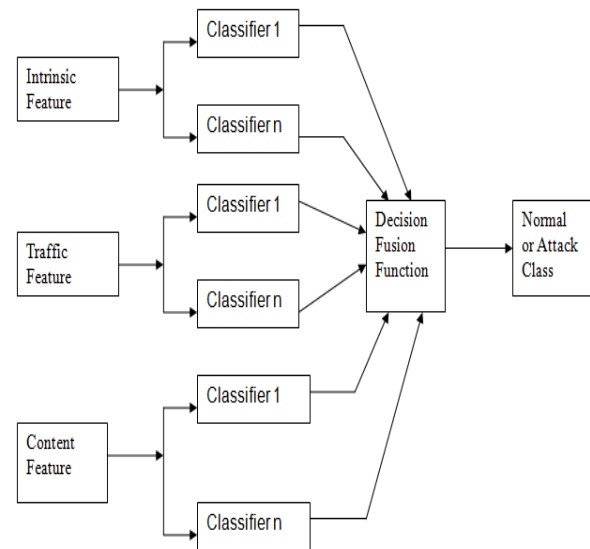 Intrinsic
Feature
Classifier 1
Classifier n
Traffic
Feature
Classifier 1
Classifier n
Content
Feature
Classifier 1
Classifier n
Decision
Fusion
Function
Normal
or Attack
Class